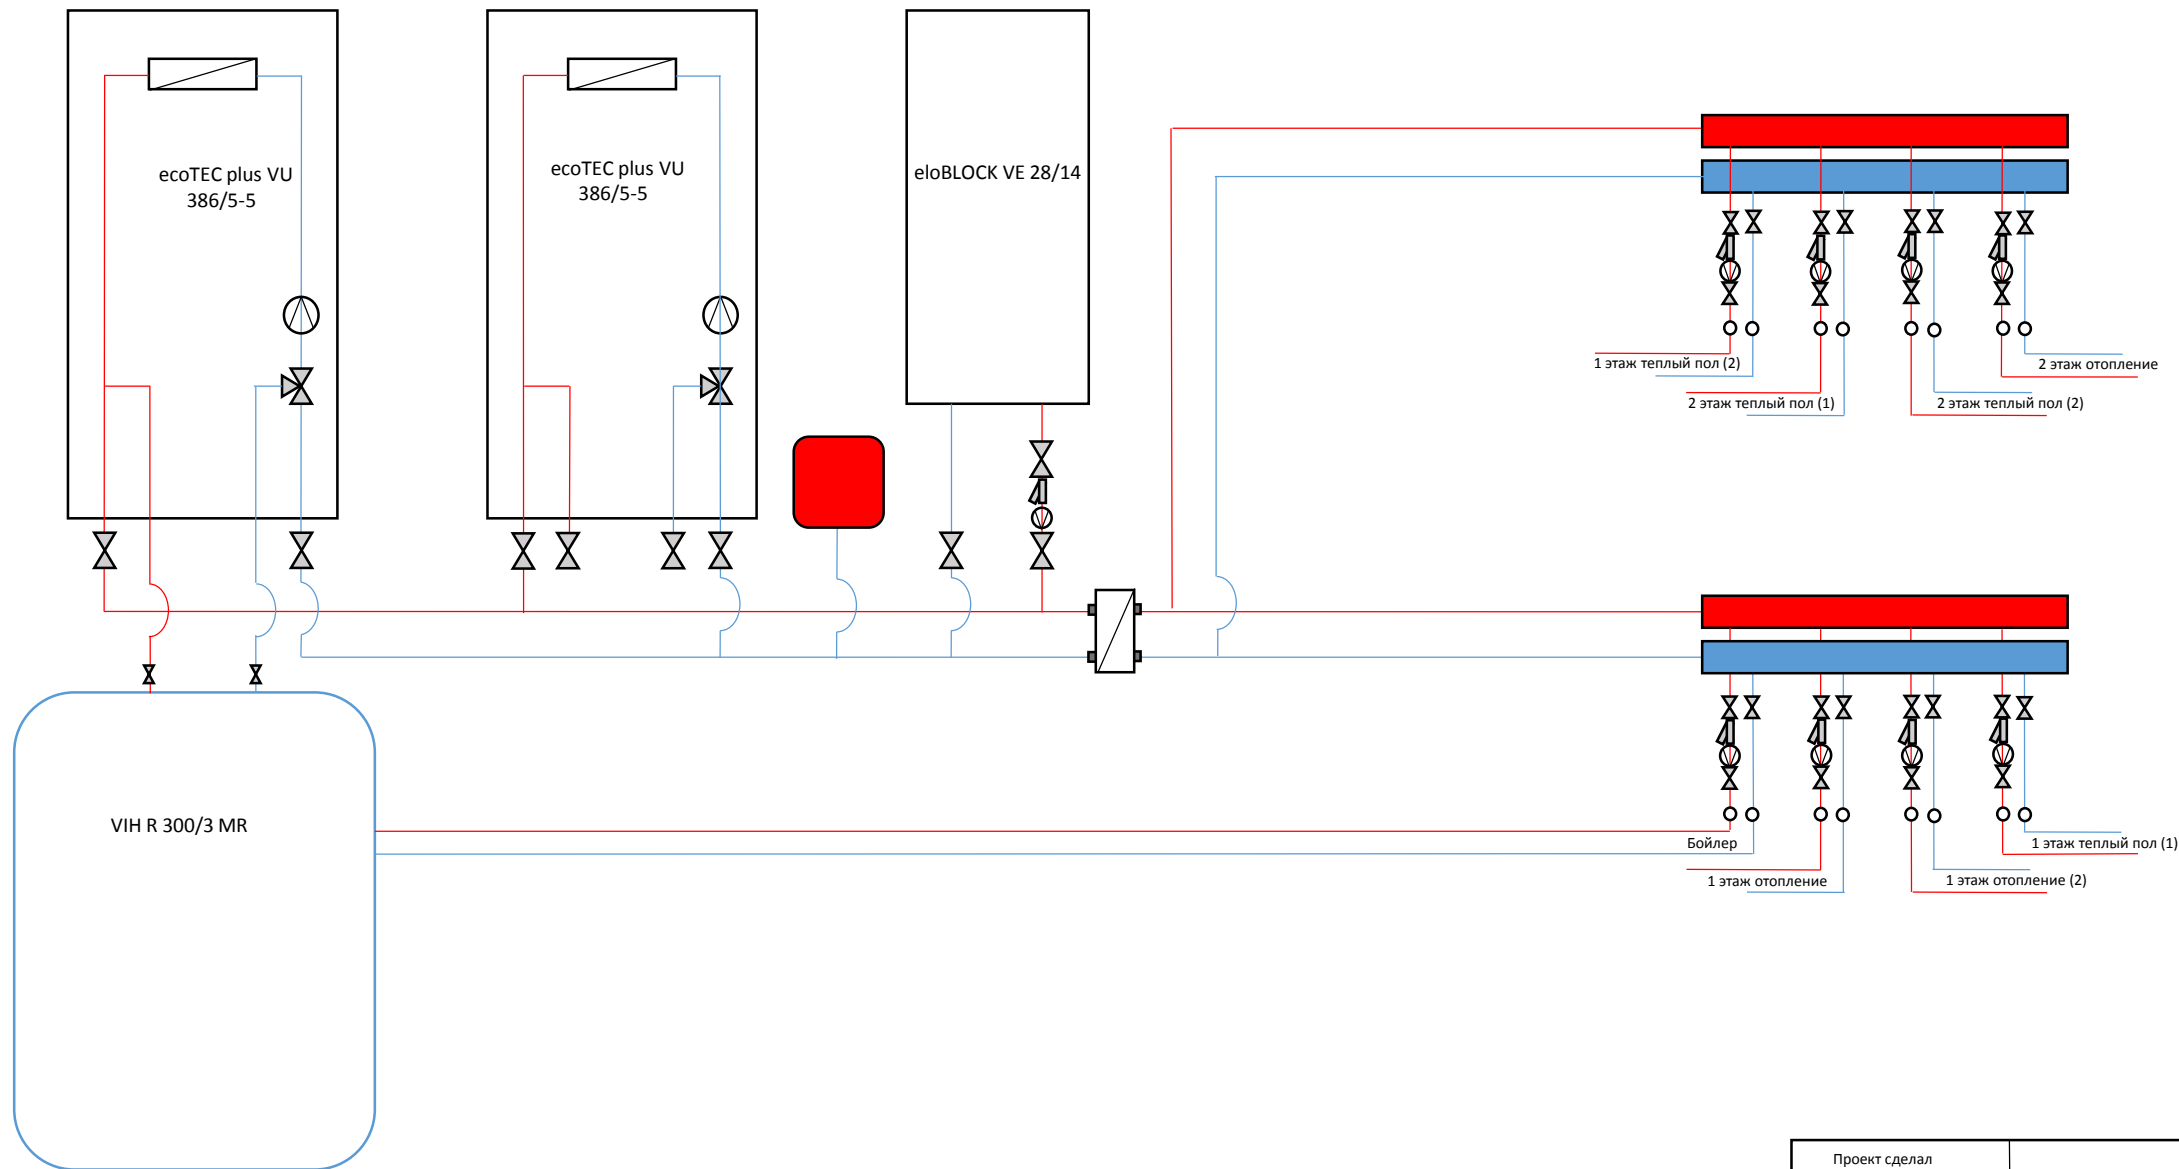 ecoTEC plus VU
386/5-5
ecoTEC plus VU
386/5-5
eloBLOCK VE 28/14
1 этаж теплый пол (2)
2 этаж отопление
2 этаж теплый пол (1)
2 этаж теплый пол (2)
VIH R 300/3 MR
Бойлер
1 этаж теплый пол (1)
1 этаж отопление
1 этаж отопление (2)
Проект сделал